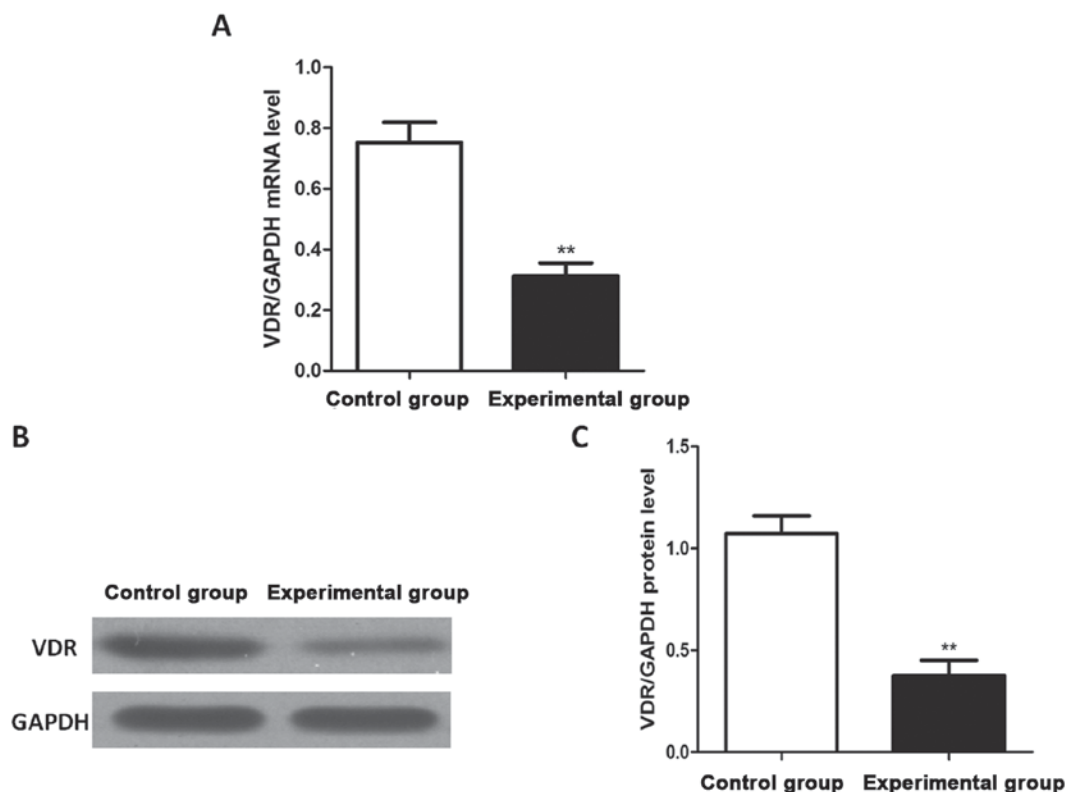 A
VDR/GAPDH mRNA level
1.0
0.8
0.6
0.4
0.2
0.0
**
Control group Experimental group
B
Control group Experimental group
VDR
GAPDH
C
VDR/GAPDH protein level
1.5
1.0
0.5
0.0
**
Control group Experimental group